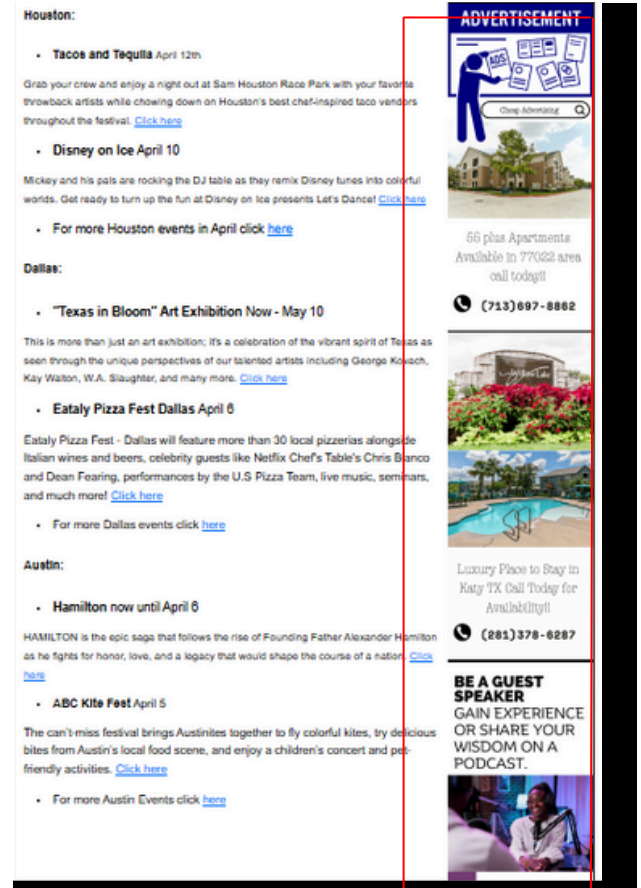 Houston:
Tacos and Tequila April 12th
Grab your crew and enjoy a night out at Sam Houston Race Park with your favorite
throwback artists while chowing down on Houston's best chef-inspired taco vendors
throughout the festival. Click here
Disney on Ice April 10
Mickey and his pals are rocking the DJ table as they remix Disney tunes into colorful
worlds. Get ready to turn up the fun at Disney on Ice presents Let's Dance! Click here
For more Houston events in April click here
Dallas:
"Texas in Bloom" Art Exhibition Now - May 10
This is more than just an art exhibition; it's a celebration of the vibrant spirit of Texas as
seen through the unique perspectives of our talented artists including George Kovach,
Kay Walton, W.A. Slaughter, and many more. Click here
Eataly Pizza Fest Dallas April 6
Eataly Pizza Fest - Dallas will feature more than 30 local pizzerias alongside
Italian wines and beers, celebrity guests like Netflix Chef's Table's Chris Bianco
and Dean Fearing, performances by the U.S Pizza Team, live music, seminars,
and much more! Click here
For more Dallas events click here
Austin:
Hamilton now until April 6
HAMILTON is the epic saga that follows the rise of Founding Father Alexander Hamilton
as he fights for honor, love, and a legacy that would shape the course of a nation. Click
here
ABC Kite Fest April 5
The can't-miss festival brings Austinites together to fly colorful kites, try delicious
bites from Austin's local food scene, and enjoy a children's concert and pet-
friendly activities. Click here
For more Austin Events click here
ADVERTISEMENT
ADS
Cheap Advertising
55 plus Apartments
Available in 77022 area
call today!!
(713)697-8862
Luxury Place to Stay in
Katy TX Call Today for
Availability!!
(281)378-6287
BE A GUEST
SPEAKER
GAIN EXPERIENCE
OR SHARE YOUR
WISDOM ON A
PODCAST.